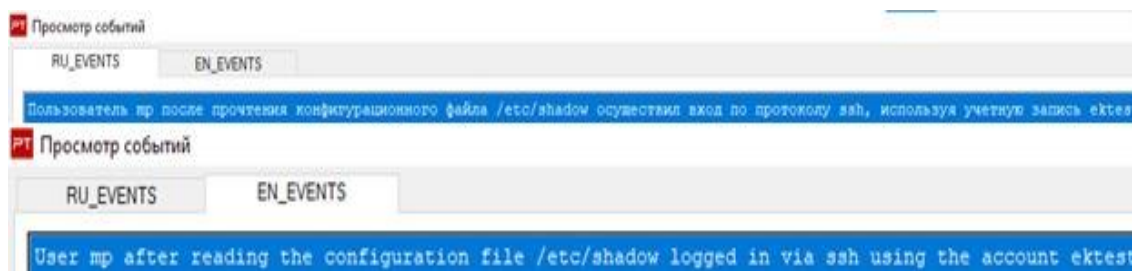 PT Просмотр событий
RU_EVENTS EN_EVENTS
Пользователь mp после прочтения конфигурационного файла /etc/shadow осуществил вход по протоколу ssh, используя учетную запись ektes
PT Просмотр событий
RU_EVENTS EN_EVENTS
User mp after reading the configuration file /etc/shadow logged in via ssh using the account ektest